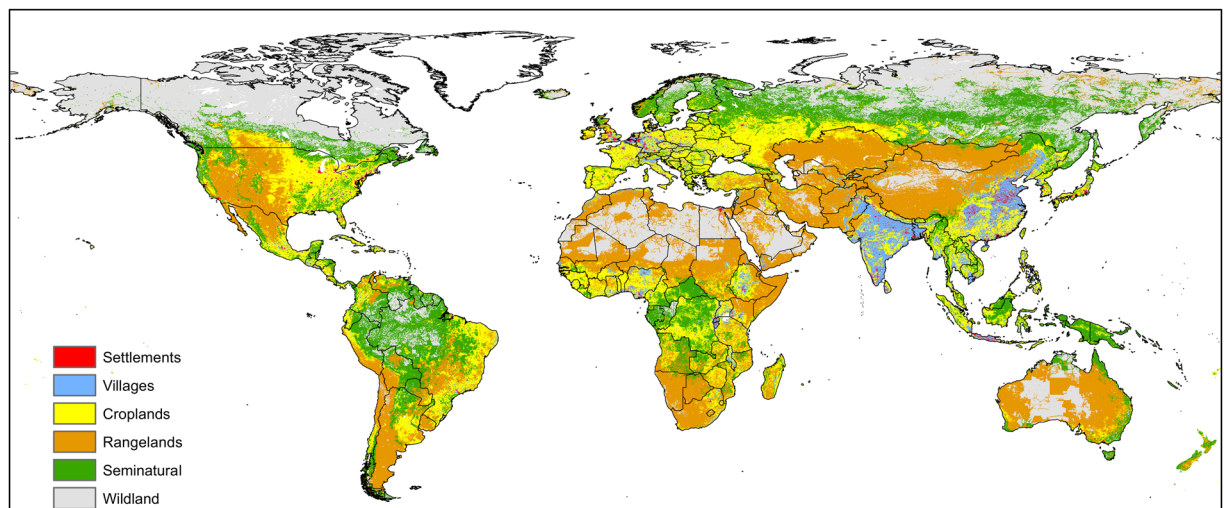 Settlements
Villages
Croplands
Rangelands
Seminatural
Wildland